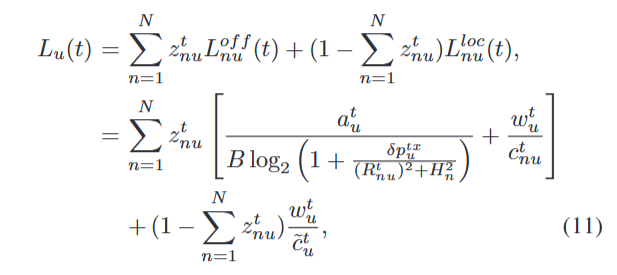 $L_u(t) = \sum_{n=1}^{N} z_{nu}^{t} L_{nu}^{off}(t) + (1 - \sum_{n=1}^{N} z_{nu}^{t}) L_{nu}^{loc}(t),$
$= \sum_{n=1}^{N} z_{nu}^{t} \left[ \frac{a_u^t}{B \log_2 \left( 1 + \frac{\delta p_u^{tx}}{(R_{nu}^t)^2 + H_n^2} \right)} + \frac{w_u^t}{c_{nu}^t} \right]$
$+ (1 - \sum_{n=1}^{N} z_{nu}^{t}) \frac{w_u^t}{\tilde{c}_u^t}, \quad (11)$